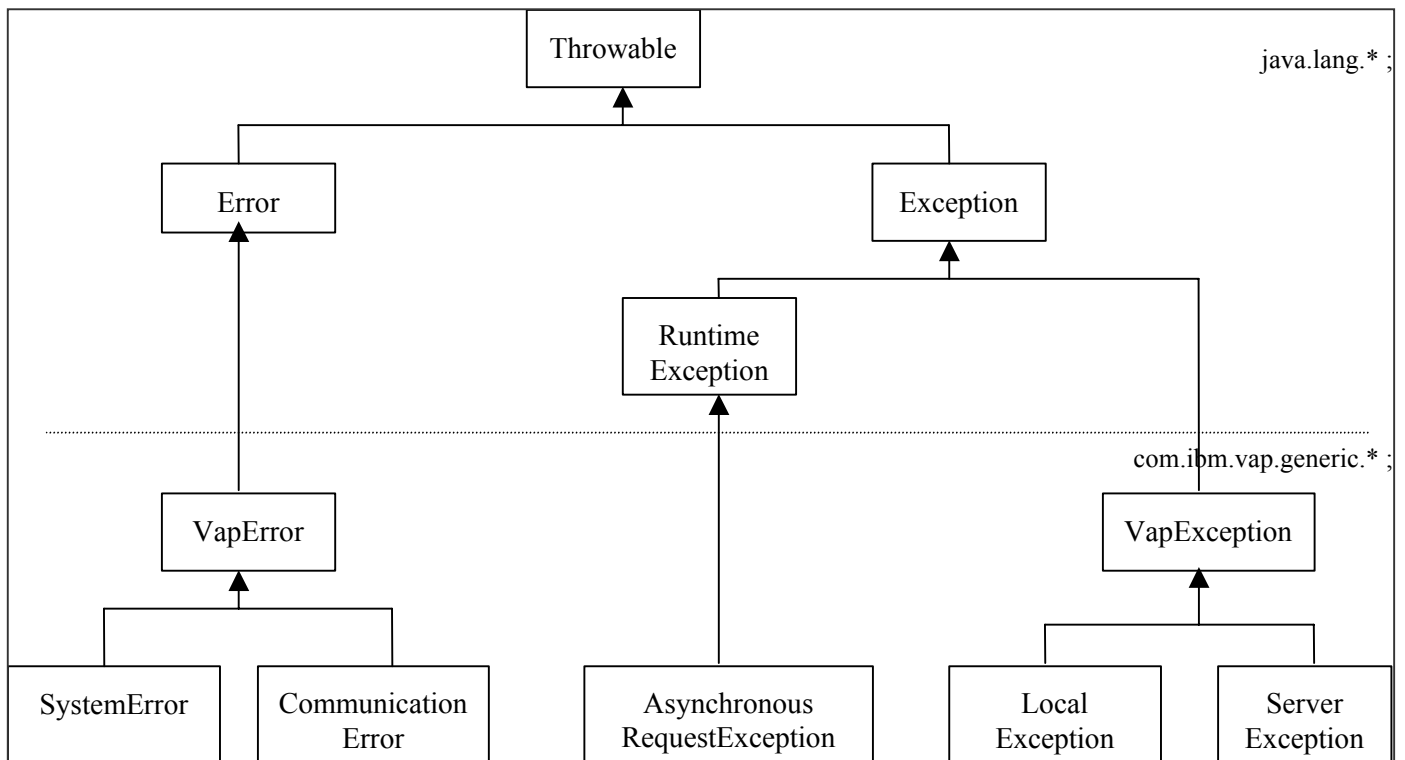 Throwable
java.lang.* ;
Error
Exception
Runtime
Exception
com.ibm.vap.generic.* ;
VapError
VapException
SystemError
Communication
Error
Asynchronous
RequestException
Local
Exception
Server
Exception